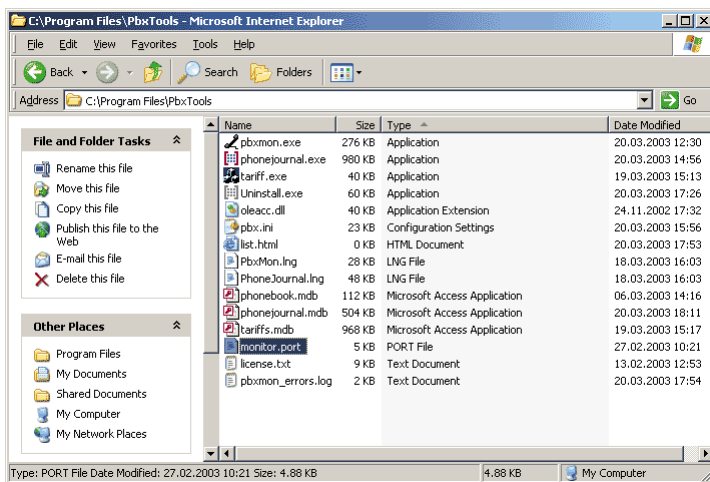 C:\Program Files\PbxTools - Microsoft Internet Explorer
File Edit View Favorites Tools Help
Back Search Folders
Address C:\Program Files\PbxTools Go
File and Folder Tasks
Rename this file
Move this file
Copy this file
Publish this file to the
Web
E-mail this file
Delete this file
Other Places
Program Files
My Documents
Shared Documents
My Computer
My Network Places
Name Size Type Date Modified
pbxmon.exe 276 KB Application 20.03.2003 12:30
phonejournal.exe 980 KB Application 20.03.2003 14:56
tariff.exe 40 KB Application 19.03.2003 15:13
Uninstall.exe 60 KB Application 20.03.2003 17:26
oleacc.dll 40 KB Application Extension 24.11.2002 17:32
pbx.ini 23 KB Configuration Settings 20.03.2003 15:56
list.html 0 KB HTML Document 20.03.2003 17:53
PbxMon.lng 28 KB LNG File 18.03.2003 16:03
PhoneJournal.lng 48 KB LNG File 18.03.2003 16:03
phonebook.mdb 112 KB Microsoft Access Application 06.03.2003 14:16
phonejournal.mdb 504 KB Microsoft Access Application 20.03.2003 18:11
tariffs.mdb 968 KB Microsoft Access Application 19.03.2003 15:17
monitor.port 5 KB PORT File 27.02.2003 10:21
license.txt 9 KB Text Document 13.02.2003 12:53
pbxmon_errors.log 2 KB Text Document 20.03.2003 17:54
Type: PORT File Date Modified: 27.02.2003 10:21 Size: 4.88 KB 4.88 KB My Computer